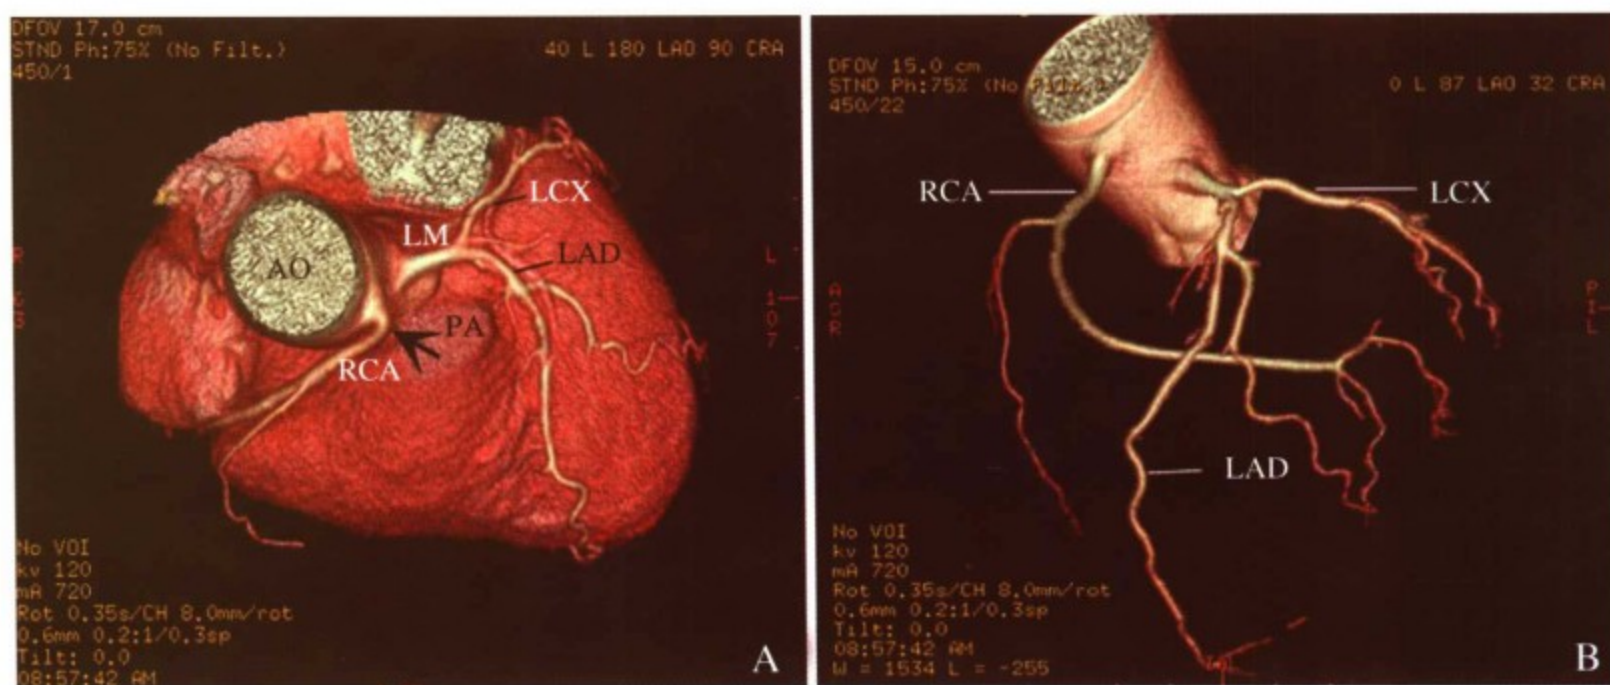 DFOV 17.0 cm
STND Ph:75% (No Filt.)
450/1
40 L 180 LAO 90 CRA
LCX
LM
LAD
AO
PA
RCA
R
L
107
No VOI
kv 120
mA 720
Rot 0.35s/CH 8.0mm/rot
0.6mm 0.2:1/0.3sp
Tilt: 0.0
08:57:42 AM
A
DFOV 15.0 cm
STND Ph:75% (No Filt.
450/22
0 L 87 LAO 32 CRA
RCA
LCX
LAD
No VOI
kv 120
mA 720
Rot 0.35s/CH 8.0mm/rot
0.6mm 0.2:1/0.3sp
Tilt: 0.0
08:57:42 AM
W = 1534 L = -255
B